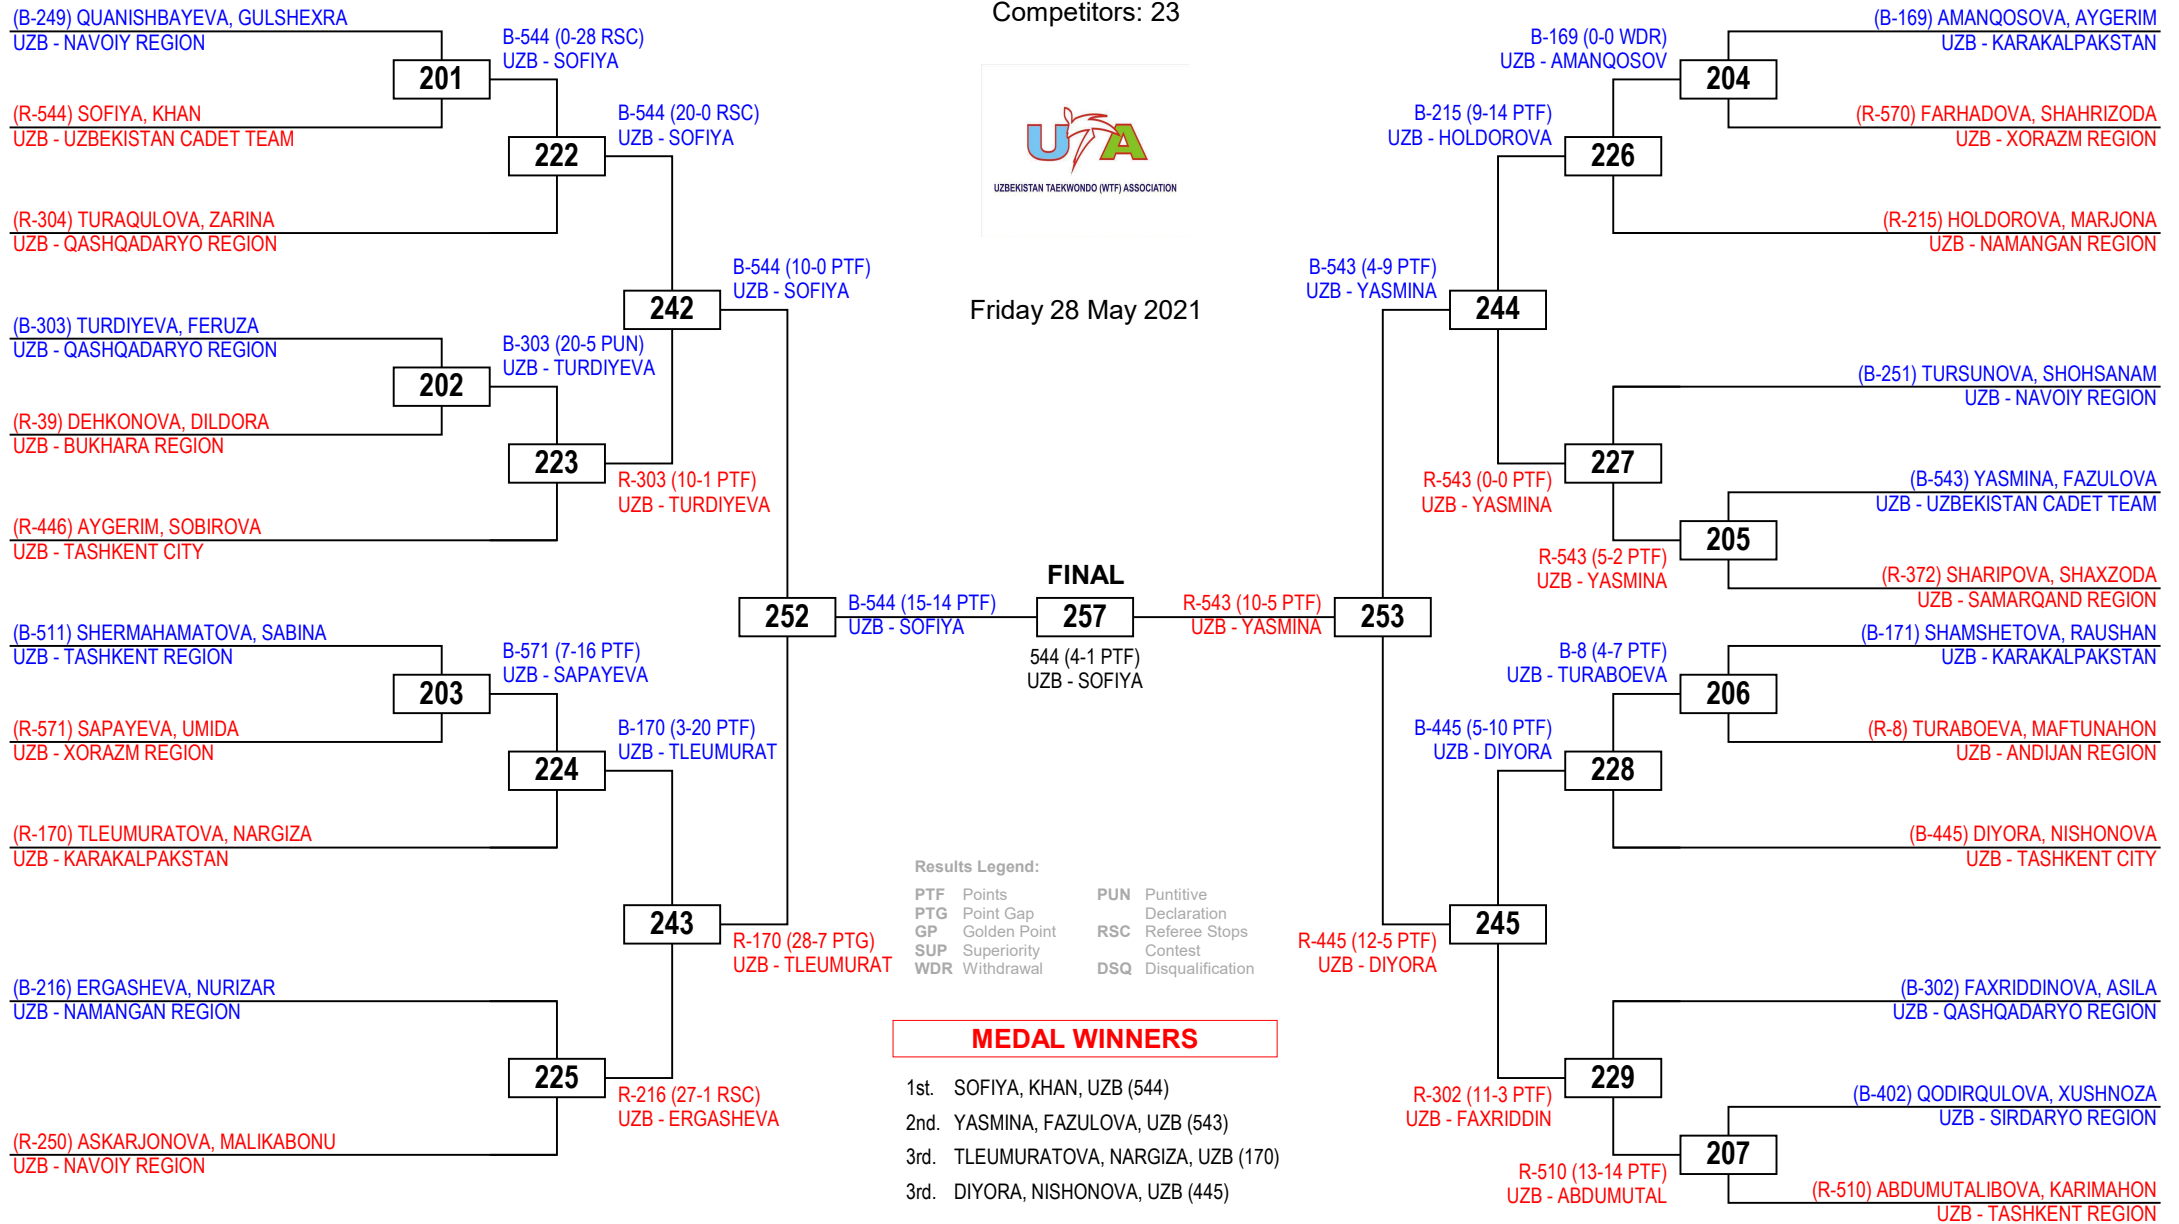 Competitors: 23
UTA
UZBEKISTAN TAEKWONDO (WTF) ASSOCIATION
Friday 28 May 2021
(B-249) QUANISHBAYEVA, GULSHEXRA
UZB - NAVOIY REGION
201
(R-544) SOFIYA, KHAN
UZB - UZBEKISTAN CADET TEAM
B-544 (0-28 RSC)
UZB - SOFIYA
222
(R-304) TURAQULOVA, ZARINA
UZB - QASHQADARYO REGION
B-544 (20-0 RSC)
UZB - SOFIYA
242
(B-303) TURDIYEVA, FERUZA
UZB - QASHQADARYO REGION
202
(R-39) DEHKONOVA, DILDORA
UZB - BUKHARA REGION
B-303 (20-5 PUN)
UZB - TURDIYEVA
223
(R-446) AYGERIM, SOBIROVA
UZB - TASHKENT CITY
R-303 (10-1 PTF)
UZB - TURDIYEVA
B-544 (10-0 PTF)
UZB - SOFIYA
252
(B-511) SHERMAHAMATOVA, SABINA
UZB - TASHKENT REGION
203
(R-571) SAPAYEVA, UMIDA
UZB - XORAZM REGION
B-571 (7-16 PTF)
UZB - SAPAYEVA
224
(R-170) TLEUMURATOVA, NARGIZA
UZB - KARAKALPAKSTAN
B-170 (3-20 PTF)
UZB - TLEUMURAT
243
(B-216) ERGASHEVA, NURIZAR
UZB - NAMANGAN REGION
225
(R-250) ASKARJONOVA, MALIKABONU
UZB - NAVOIY REGION
R-216 (27-1 RSC)
UZB - ERGASHEVA
R-170 (28-7 PTG)
UZB - TLEUMURAT
B-544 (15-14 PTF)
UZB - SOFIYA
FINAL
257
544 (4-1 PTF)
UZB - SOFIYA
R-543 (10-5 PTF)
UZB - YASMINA
253
(B-169) AMANQOSOVA, AYGERIM
UZB - KARAKALPAKSTAN
204
(R-570) FARHADOVA, SHAHRIZODA
UZB - XORAZM REGION
B-169 (0-0 WDR)
UZB - AMANQOSOV
226
(R-215) HOLDOROVA, MARJONA
UZB - NAMANGAN REGION
B-215 (9-14 PTF)
UZB - HOLDOROVA
244
B-543 (4-9 PTF)
UZB - YASMINA
(B-251) TURSUNOVA, SHOHSANAM
UZB - NAVOIY REGION
227
R-543 (0-0 PTF)
UZB - YASMINA
(B-543) YASMINA, FAZULOVA
UZB - UZBEKISTAN CADET TEAM
205
R-543 (5-2 PTF)
UZB - YASMINA
(R-372) SHARIPOVA, SHAXZODA
UZB - SAMARQAND REGION
(B-171) SHAMSHETOVA, RAUSHAN
UZB - KARAKALPAKSTAN
206
(R-8) TURABOEVA, MAFTUNAHON
UZB - ANDIJAN REGION
B-8 (4-7 PTF)
UZB - TURABOEVA
228
(B-445) DIYORA, NISHONOVA
UZB - TASHKENT CITY
B-445 (5-10 PTF)
UZB - DIYORA
245
R-445 (12-5 PTF)
UZB - DIYORA
(B-302) FAXRIDDINOVA, ASILA
UZB - QASHQADARYO REGION
229
R-302 (11-3 PTF)
UZB - FAXRIDDIN
(B-402) QODIRQULOVA, XUSHNOZA
UZB - SIRDARYO REGION
207
R-510 (13-14 PTF)
UZB - ABDUMUTAL
(R-510) ABDUMUTALIBOVA, KARIMAHON
UZB - TASHKENT REGION
Results Legend:
PTF Points
PTG Point Gap
GP Golden Point
SUP Superiority
WDR Withdrawal
PUN Puntitive
Declaration
RSC Referee Stops
Contest
DSQ Disqualification
MEDAL WINNERS
1st. SOFIYA, KHAN, UZB (544)
2nd. YASMINA, FAZULOVA, UZB (543)
3rd. TLEUMURATOVA, NARGIZA, UZB (170)
3rd. DIYORA, NISHONOVA, UZB (445)